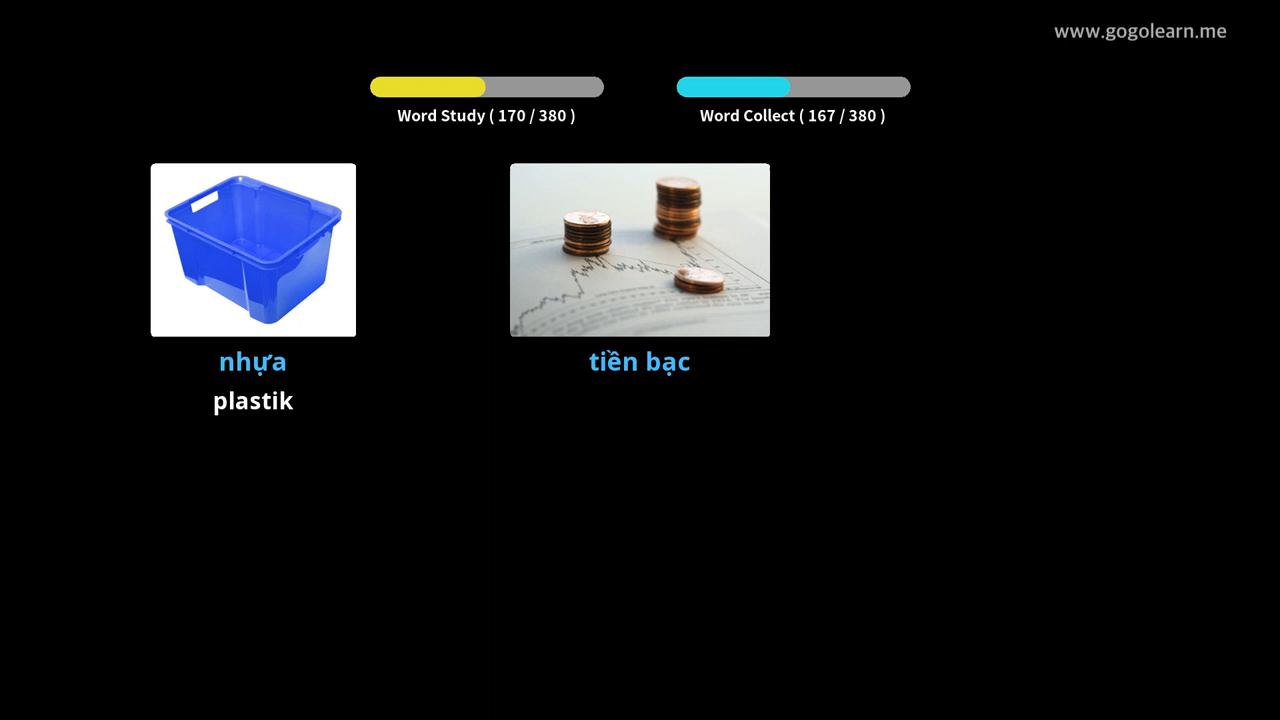 www.gogolearn.me
Word Study ( 170 / 380 )
Word Collect ( 167 / 380 )
nhựa
plastik
tiền bạc